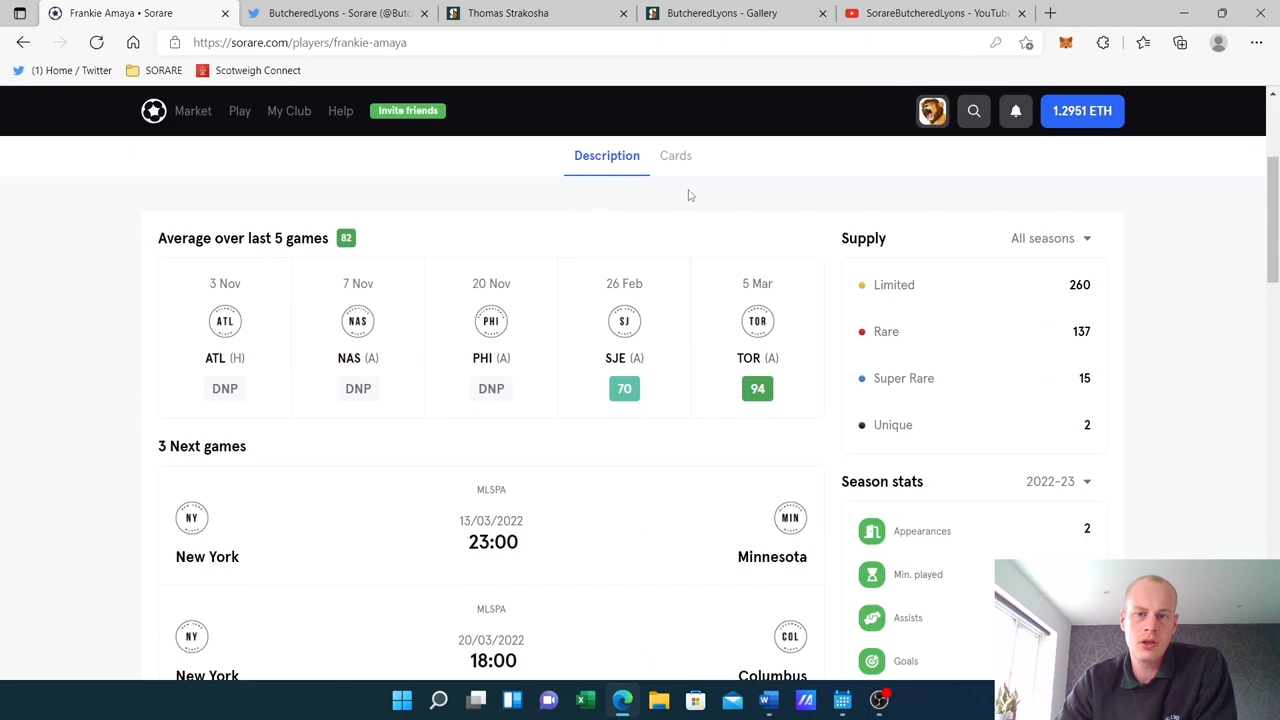 Frankie Amaya • Sorare
ButcheredLyons - Sorare (@Butc
Thomas Strakosha
ButcheredLyons - Gallery
SorareButcheredLyons - YouTube
https://sorare.com/players/frankie-amaya
(1) Home / Twitter
SORARE
Scotweigh Connect
Market Play My Club Help Invite friends 1.2951 ETH
Description Cards
Average over last 5 games 82
3 Nov 7 Nov 20 Nov 26 Feb 5 Mar
ATL NAS PHI SJ TOR
ATL (H) NAS (A) PHI (A) SJE (A) TOR (A)
DNP DNP DNP 70 94
Supply All seasons
Limited 260
Rare 137
Super Rare 15
Unique 2
3 Next games
MLSPA
13/03/2022
23:00
NY MIN
New York Minnesota
MLSPA
20/03/2022
18:00
NY COL
New York Columbus
Season stats 2022-23
Appearances 2
Min. played
Assists
Goals